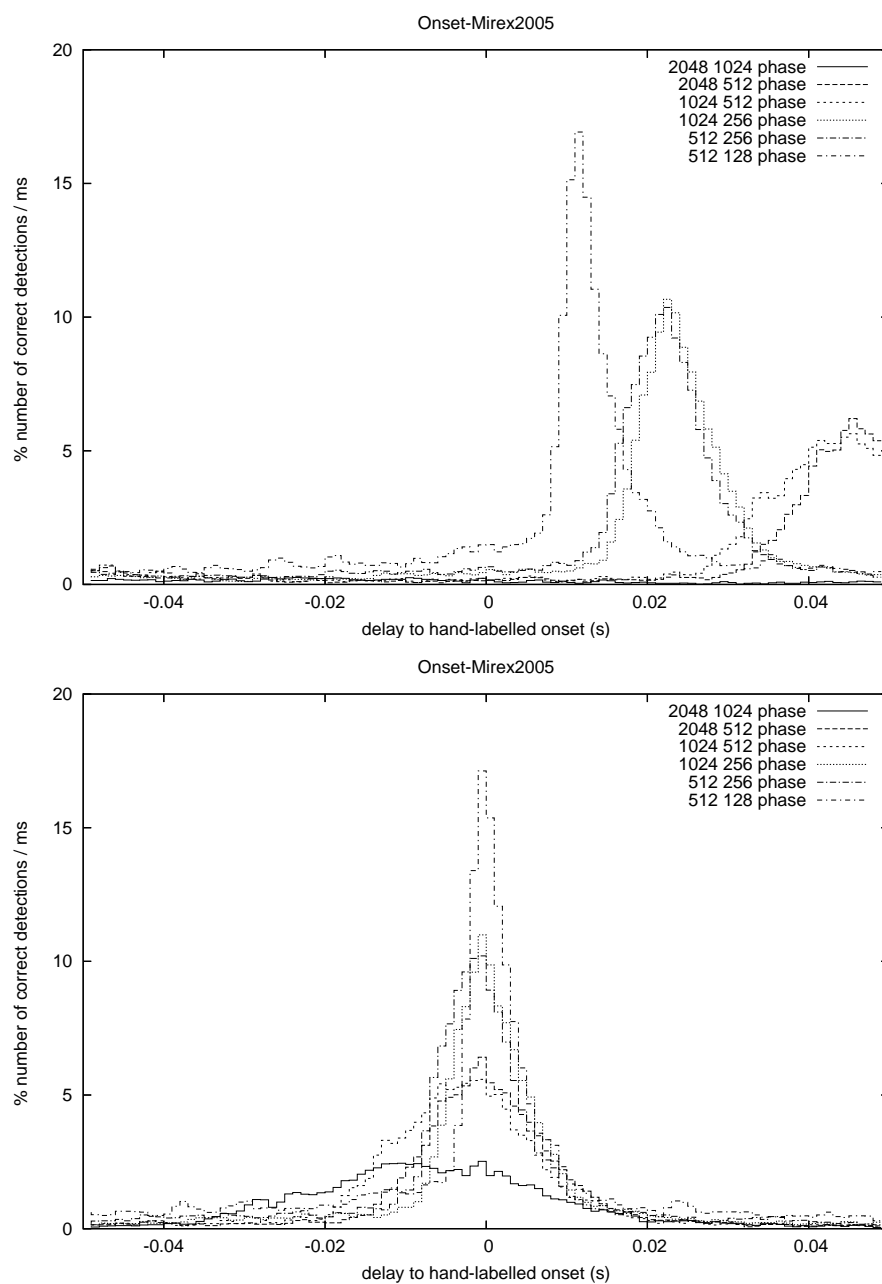 Onset-Mirex2005
20
2048 1024 phase
2048 512 phase
1024 512 phase
1024 256 phase
512 256 phase
512 128 phase
15
10
5
0
% number of correct detections / ms
-0.04 -0.02 0 0.02 0.04
delay to hand-labelled onset (s)
Onset-Mirex2005
20
2048 1024 phase
2048 512 phase
1024 512 phase
1024 256 phase
512 256 phase
512 128 phase
15
10
5
0
% number of correct detections / ms
-0.04 -0.02 0 0.02 0.04
delay to hand-labelled onset (s)